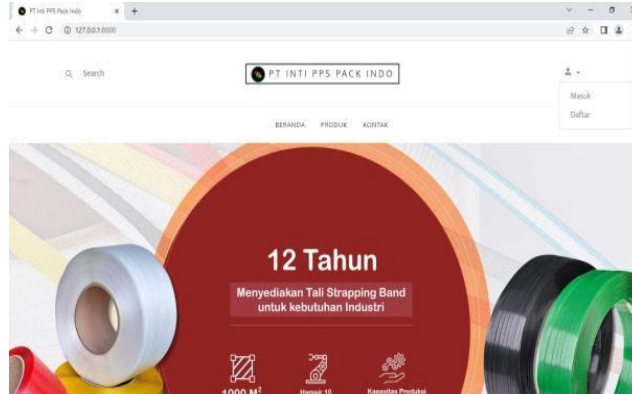 PT Inti PPS Pack Indo
127.0.0.1:8000
Search
PT INTI PPS PACK INDO
Masuk
Daftar
BERANDA PRODUK KONTAK
12 Tahun
Menyediakan Tali Strapping Band
untuk kebutuhan Industri
1000 M²
Hampir 10
Kapasitas Produksi